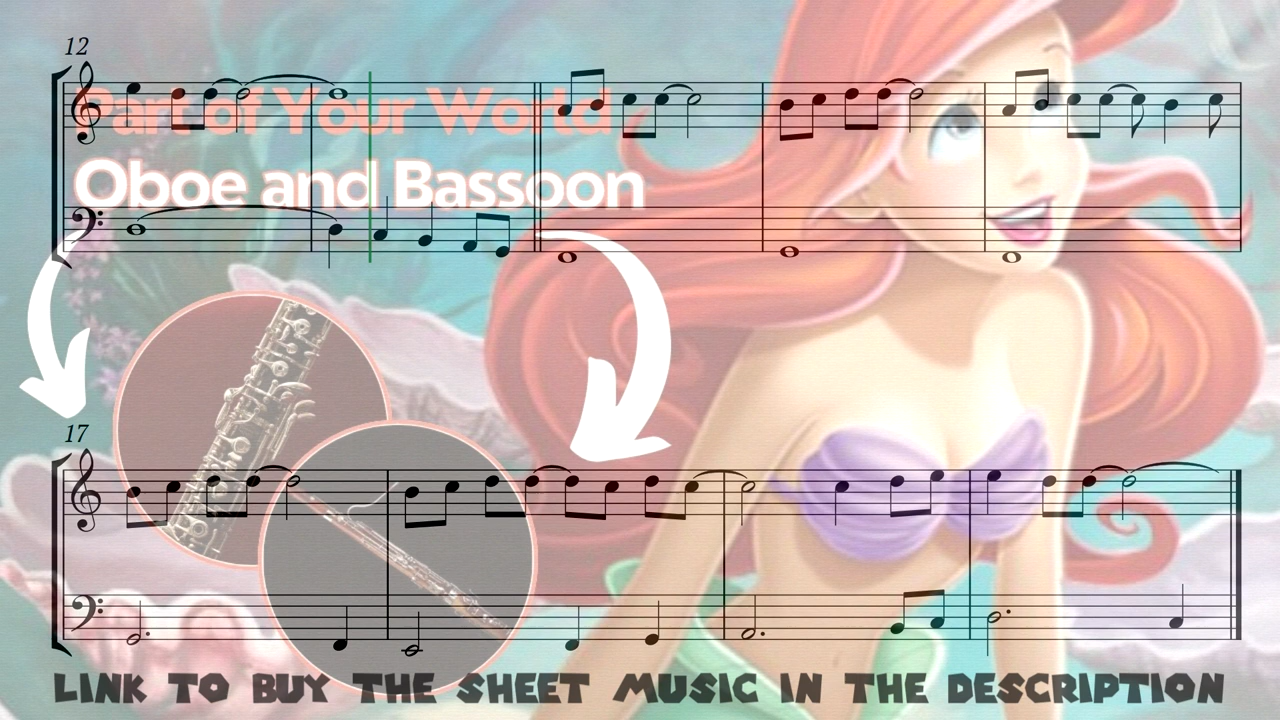 12
Part of Your World
Oboe and Bassoon
17
LINK TO BUY THE SHEET MUSIC IN THE DESCRIPTION